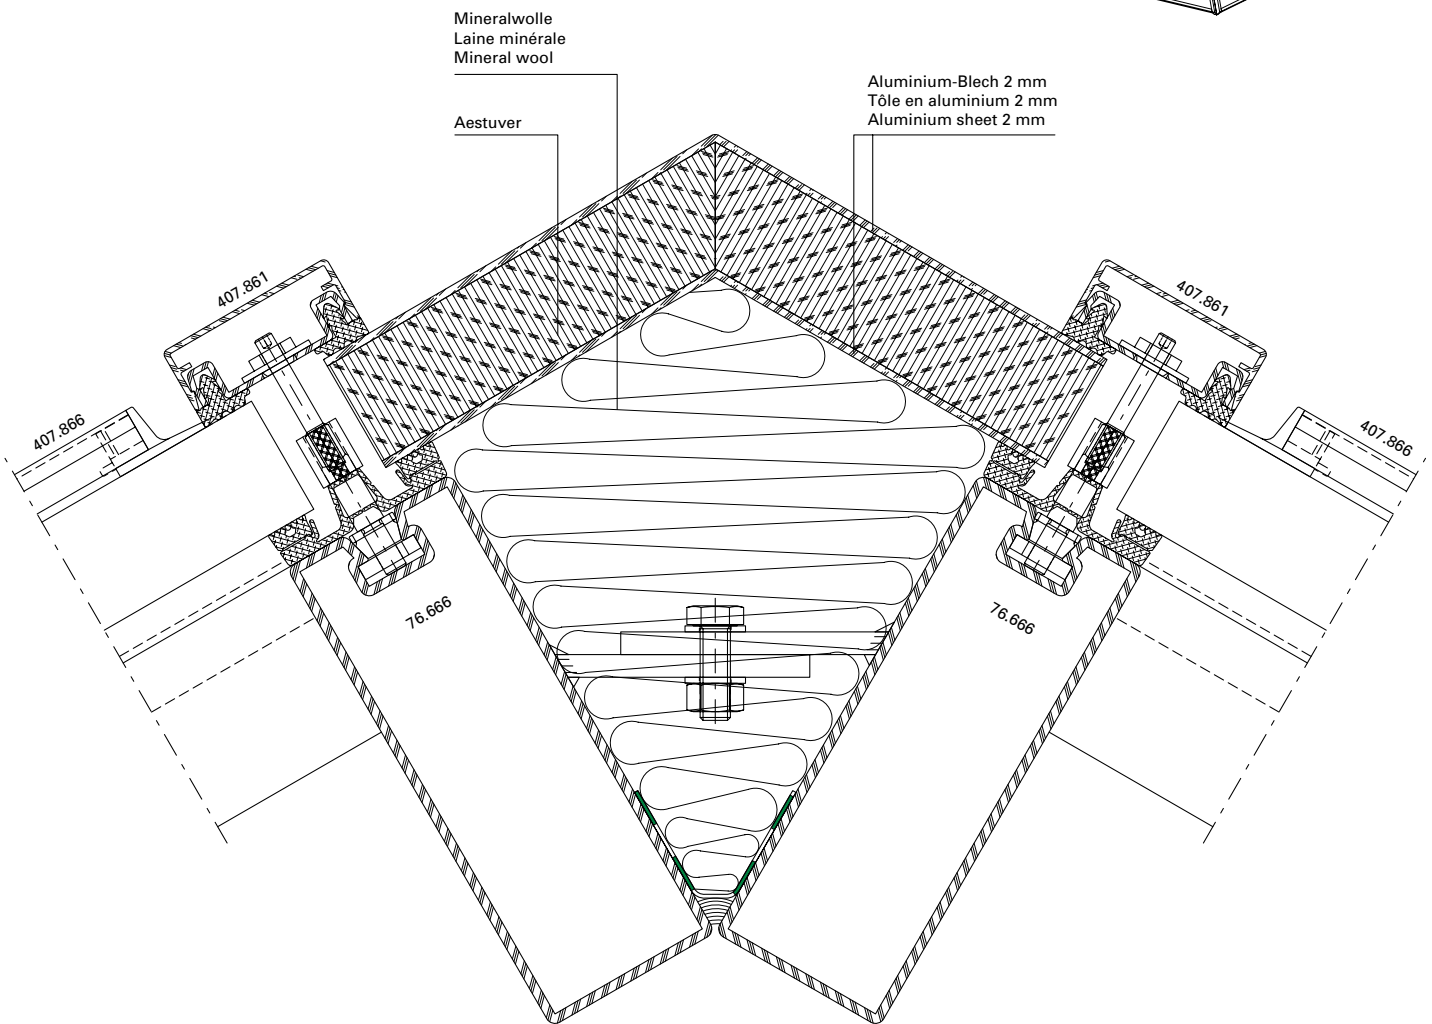 Mineralwolle
Laine minérale
Mineral wool
Aluminium-Blech 2 mm
Tôle en aluminium 2 mm
Aluminium sheet 2 mm
Aestuver
407.861
407.861
407.866
407.866
76.666
76.666